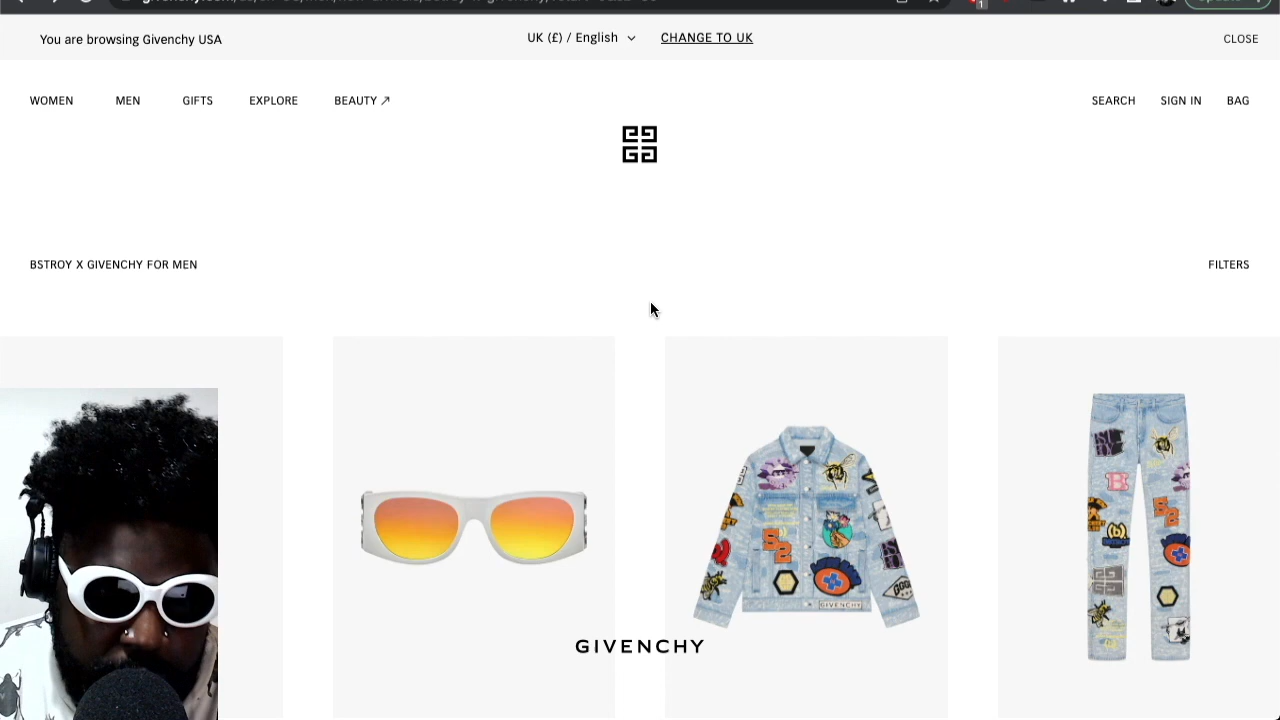 You are browsing Givenchy USA
UK (£) / English
CHANGE TO UK
CLOSE
WOMEN
MEN
GIFTS
EXPLORE
BEAUTY
SEARCH
SIGN IN
BAG
BSTROY X GIVENCHY FOR MEN
FILTERS
GIVENCHY
GIVENCHY